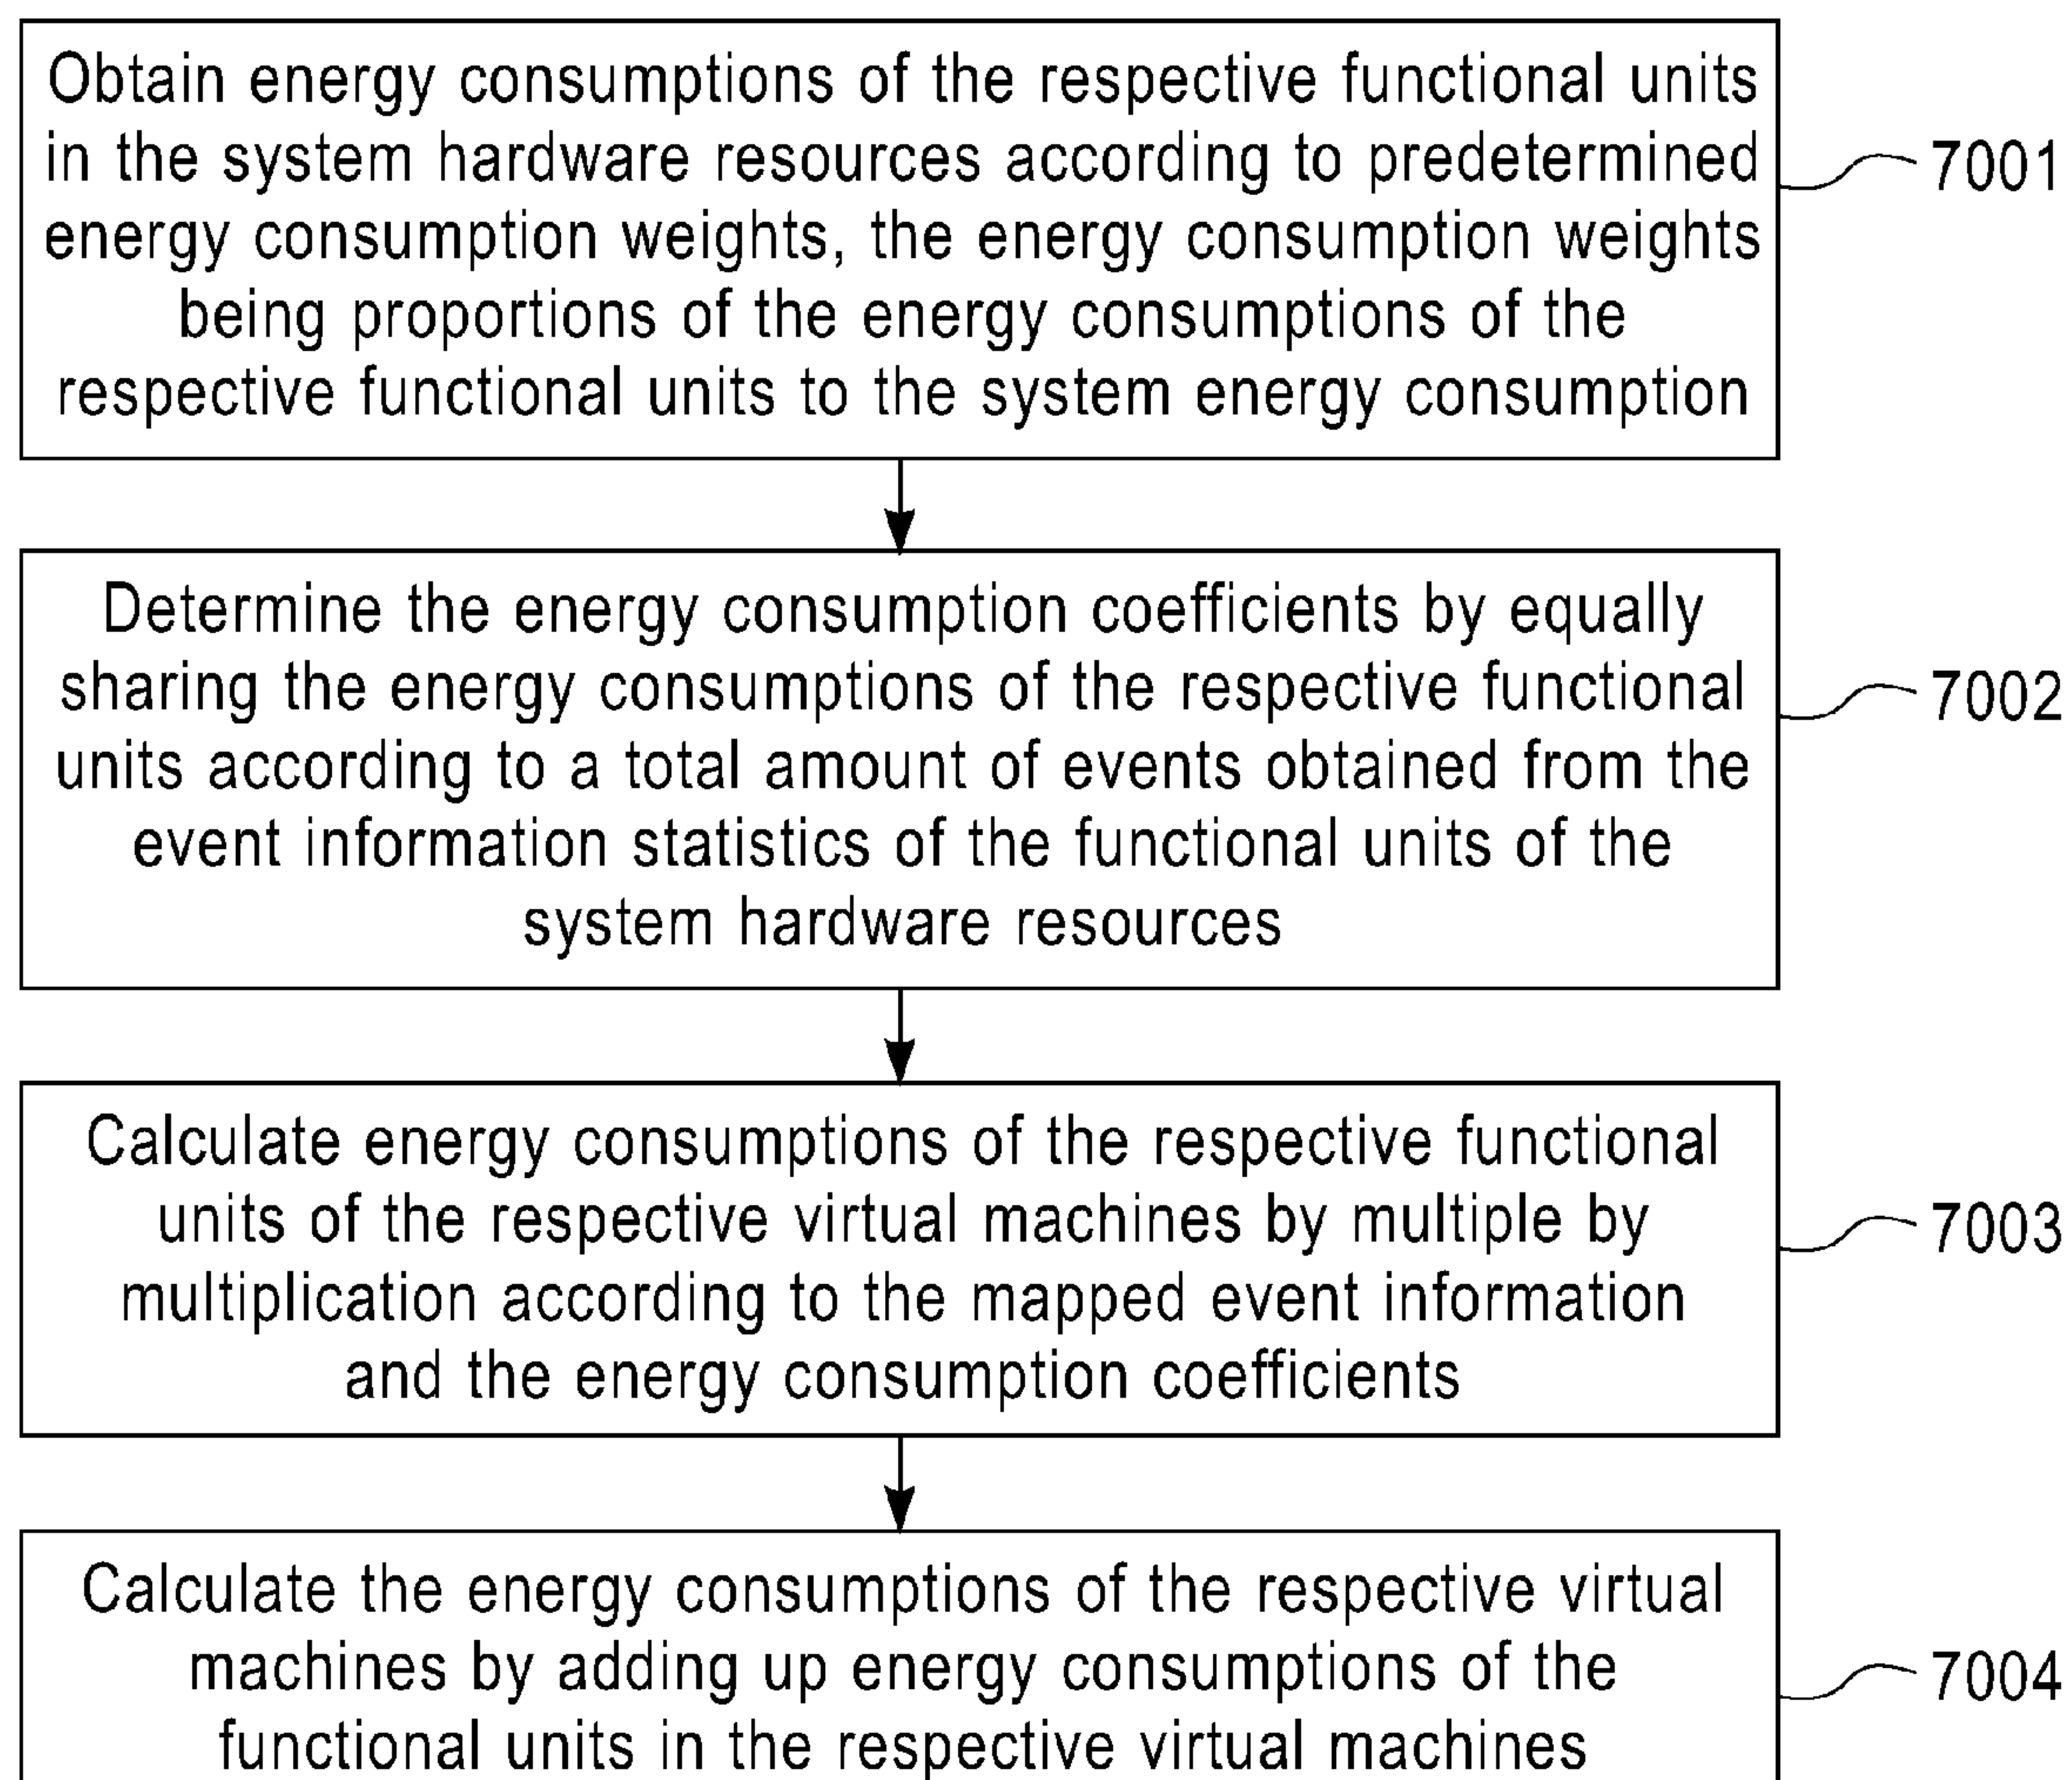 Obtain energy consumptions of the respective functional units
in the system hardware resources according to predetermined
energy consumption weights, the energy consumption weights
being proportions of the energy consumptions of the
respective functional units to the system energy consumption
7001
Determine the energy consumption coefficients by equally
sharing the energy consumptions of the respective functional
units according to a total amount of events obtained from the
event information statistics of the functional units of the
system hardware resources
7002
Calculate energy consumptions of the respective functional
units of the respective virtual machines by multiple by
multiplication according to the mapped event information
and the energy consumption coefficients
7003
Calculate the energy consumptions of the respective virtual
machines by adding up energy consumptions of the
functional units in the respective virtual machines
7004